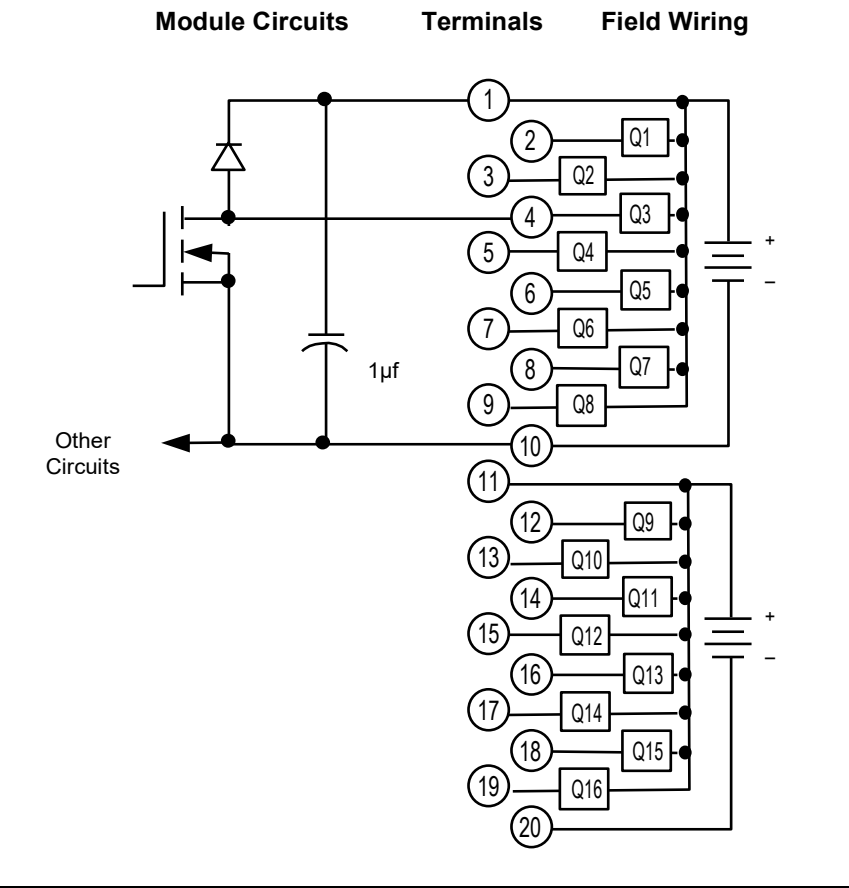 Module Circuits Terminals Field Wiring
1
2 Q1
3 Q2
4 Q3
5 Q4
+
6 Q5
–
7 Q6
8 Q7
1µf
9 Q8
Other
Circuits
10
11
12 Q9
13 Q10
14 Q11
15 Q12
+
16 Q13
–
17 Q14
18 Q15
19 Q16
20